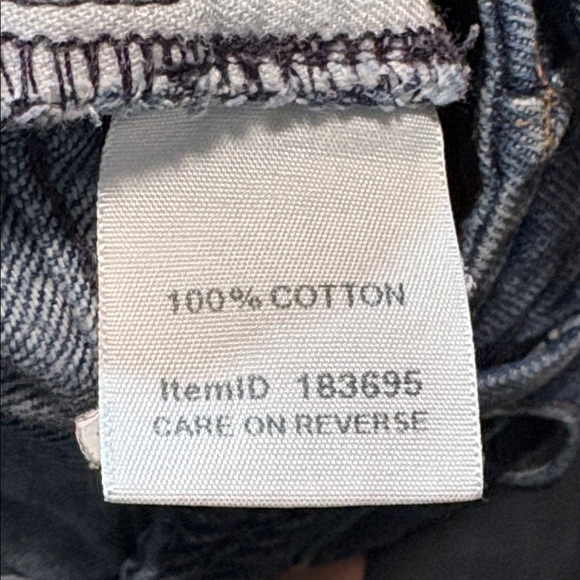 100% COTTON
ItemID 183695
CARE ON REVERSE